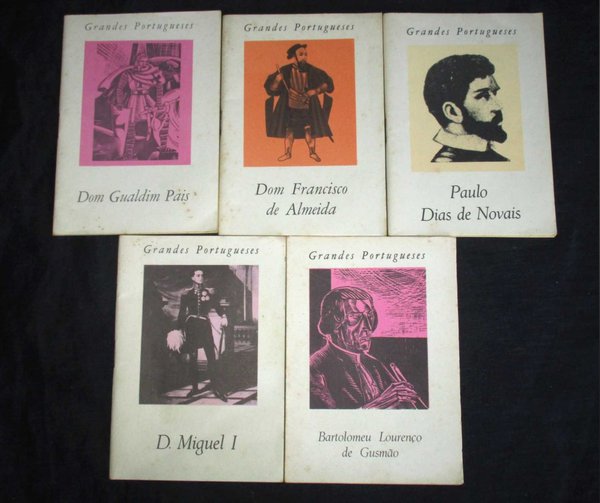 Grandes Portugueses
Dom Gualdim Pais
Grandes Portugueses
Dom Francisco
de Almeida
Grandes Portugueses
Paulo
Dias de Novais
Grandes Portugueses
D. Miguel I
Grandes Portugueses
Bartolomeu Lourenço
de Gusmão